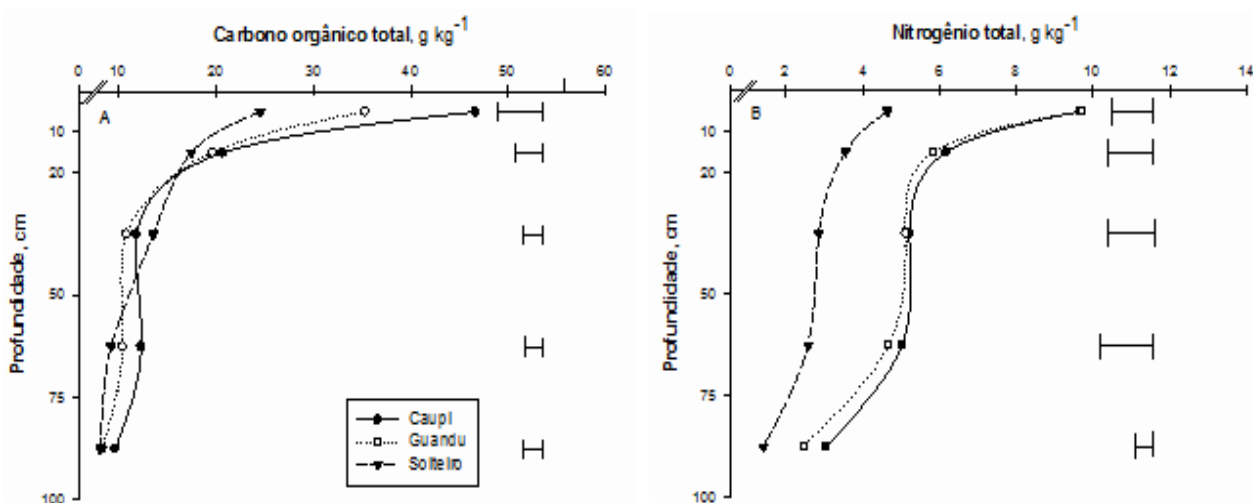 Carbono orgânico total, g kg⁻¹
0 10 20 30 40 50 60
A
10
20
50
75
100
Profundidade, cm
Caupi
Guandu
Solteiro
Nitrogênio total, g kg⁻¹
0 2 4 6 8 10 12 14
B
10
20
50
75
100
Profundidade, cm